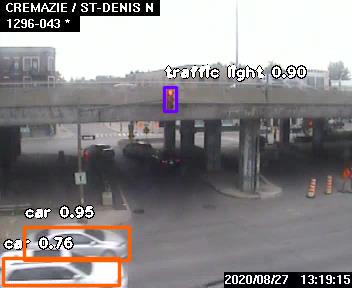 CREMAZIE / ST-DENIS N
1296-043 *
traffic light 0.90
car 0.95
car 0.76
2020/08/27 13:19:15